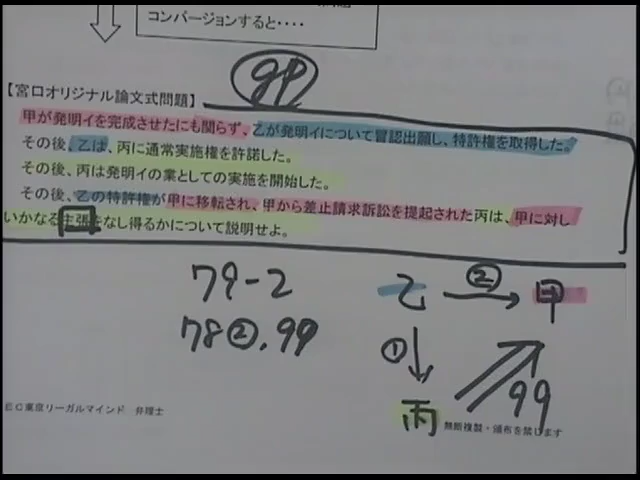 コンバージョンすると‥‥
【宮口オリジナル論文式問題】
甲が発明イを完成させたにも関らず、乙が発明イについて冒認出願し、特許権を取得した。
その後、乙は、丙に通常実施権を許諾した。
その後、丙は発明イの業としての実施を開始した。
その後、乙の特許権が甲に移転され、甲から差止請求訴訟を提起された丙は、甲に対し
いかなる主張をなし得るかについて説明せよ。
79-2
78②,99
乙 ② 甲
①
99
丙
東京リーガルマインド 弁理士
無断複製・頒布を禁じます